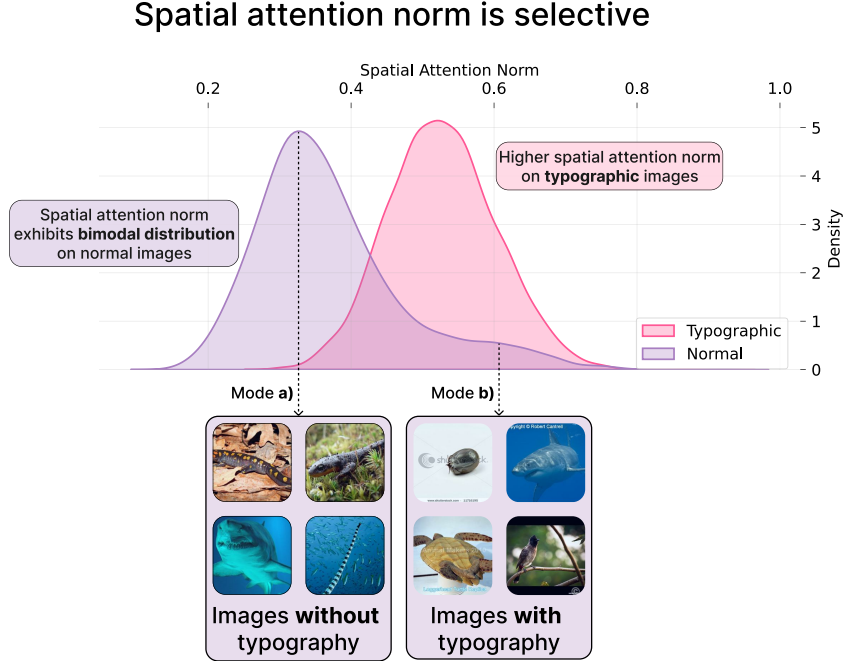 Spatial attention norm is selective
Spatial Attention Norm
0.2 0.4 0.6 0.8 1.0
5
4
3
2
1
0
Density
Higher spatial attention norm
on typographic images
Spatial attention norm
exhibits bimodal distribution
on normal images
Typographic
Normal
Mode a)
Mode b)
© Robert Cantrell
Images without
typography
Images with
typography